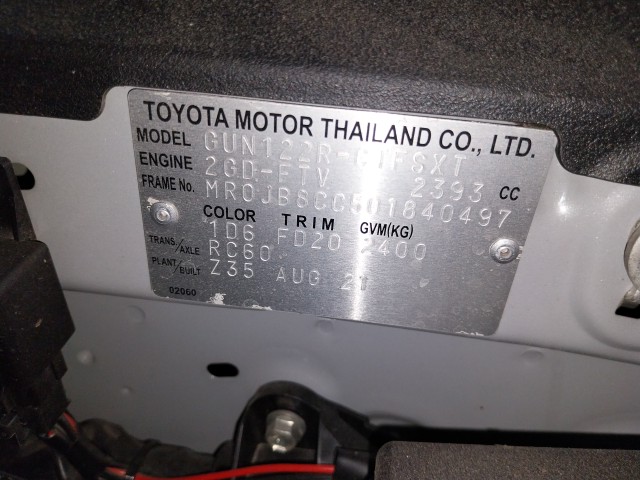 TOYOTA MOTOR THAILAND CO., LTD.
MODEL
ENGINE 2GD-FTV 2393 CC
FRAME No.
COLOR TRIM GVM(KG)
1D6 FD20 2400
TRANS./AXLE RC60
PLANT/BUILT Z35 AUG 21
02060